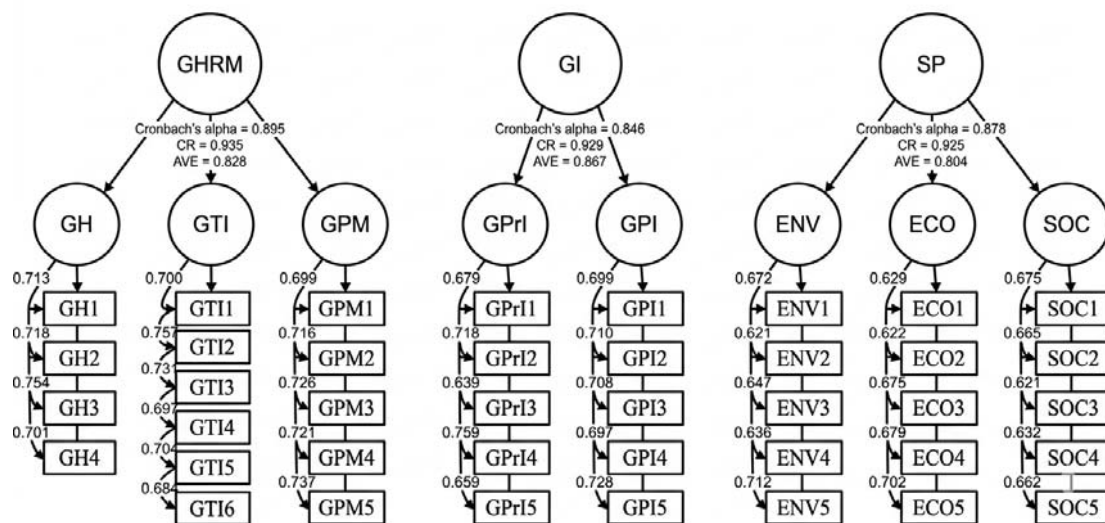 GHRM GI SP
Cronbach's alpha = 0.895 Cronbach's alpha = 0.846 Cronbach's alpha = 0.878
CR = 0.935 CR = 0.929 CR = 0.925
AVE = 0.828 AVE = 0.867 AVE = 0.804
GH GTI GPM GPrI GPI ENV ECO SOC
0.713 0.700 0.699 0.679 0.699 0.672 0.629 0.675
GH1 GTI1 GPM1 GPrI1 GPI1 ENV1 ECO1 SOC1
0.718 0.757 0.716 0.718 0.710 0.621 0.622 0.665
GH2 GTI2 GPM2 GPrI2 GPI2 ENV2 ECO2 SOC2
0.754 0.731 0.726 0.639 0.708 0.647 0.675 0.621
GH3 GTI3 GPM3 GPrI3 GPI3 ENV3 ECO3 SOC3
0.701 0.697 0.721 0.759 0.697 0.636 0.679 0.632
GH4 GTI4 GPM4 GPrI4 GPI4 ENV4 ECO4 SOC4
0.704 0.737 0.659 0.728 0.712 0.702 0.662
GTI5 GPM5 GPrI5 GPI5 ENV5 ECO5 SOC5
0.684
GTI6